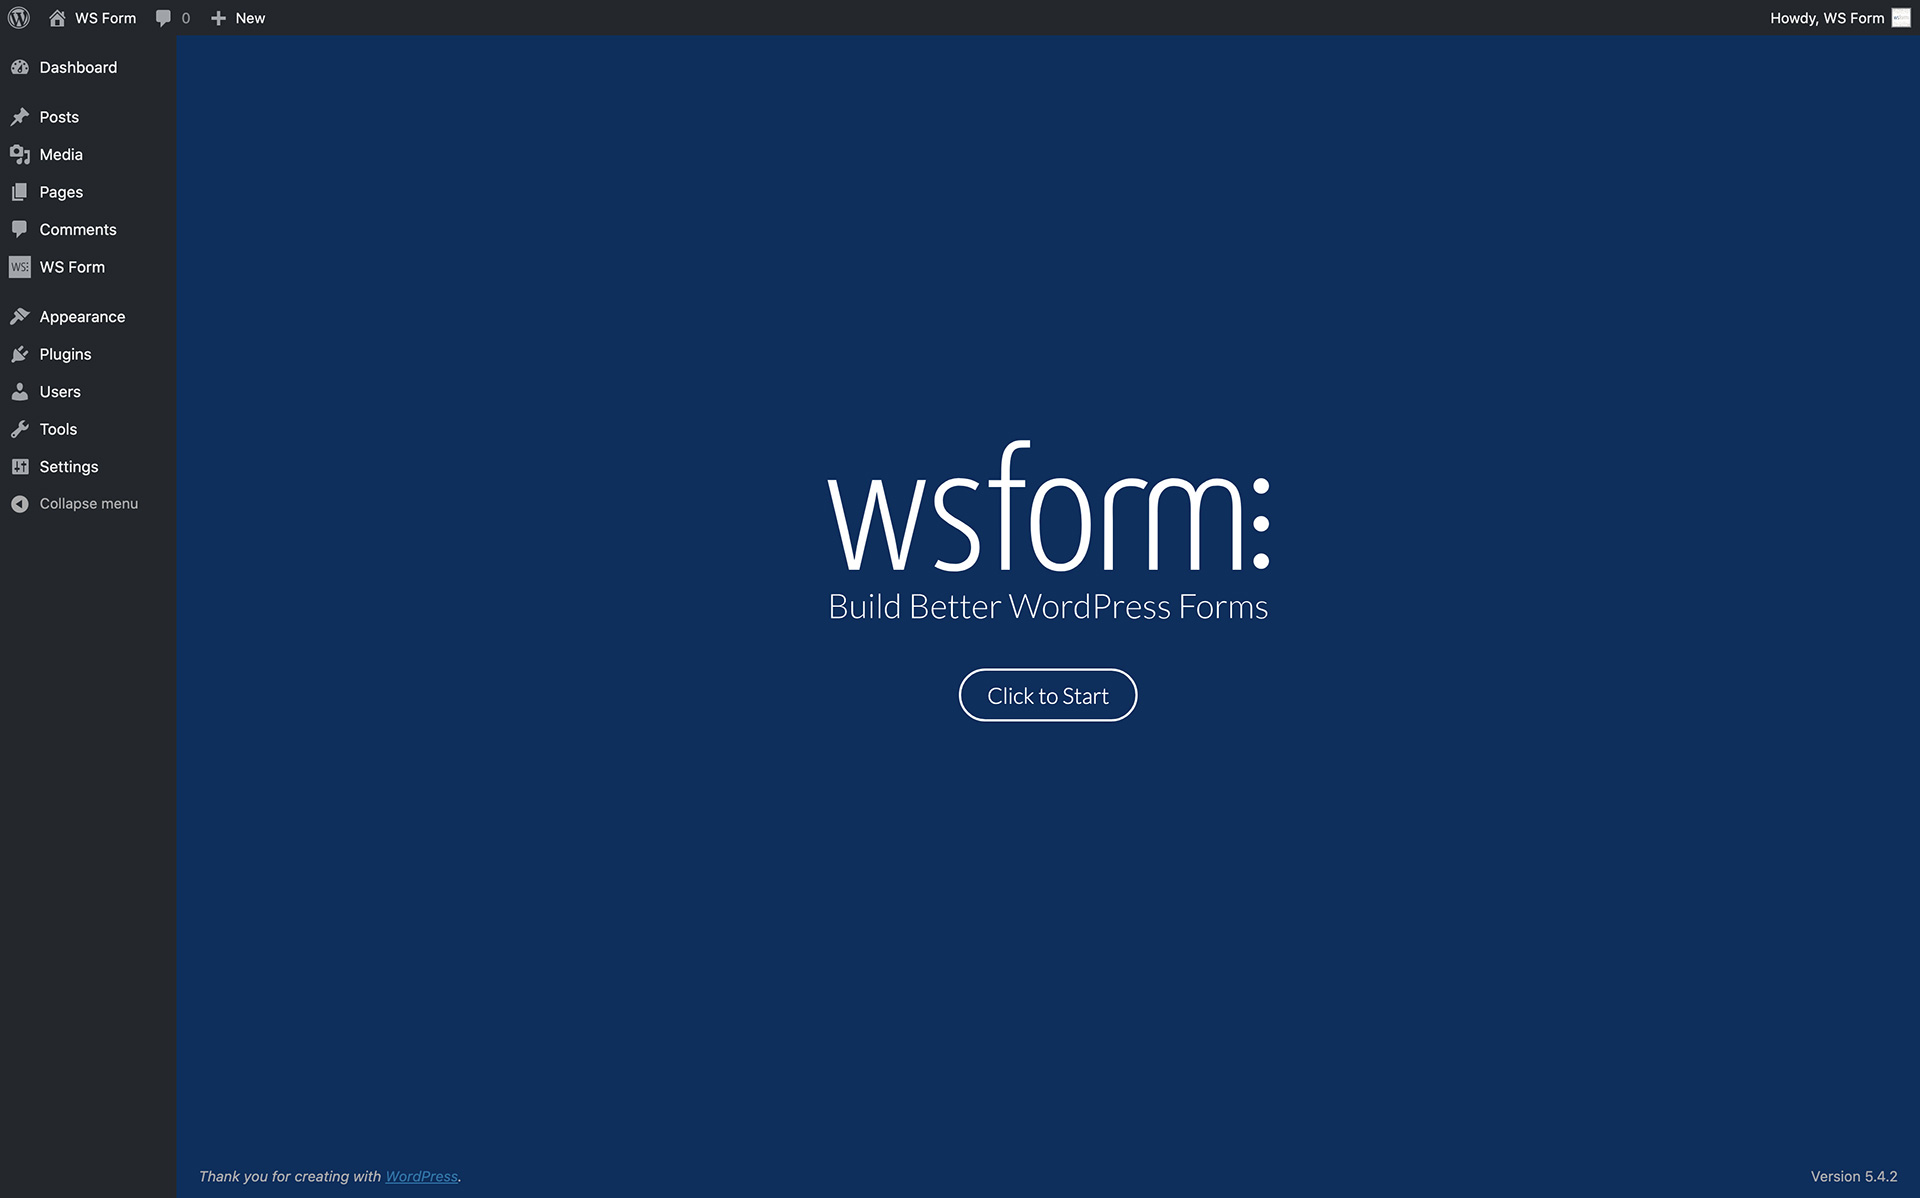 WS Form 0 New Howdy, WS Form
Dashboard
Posts
Media
Pages
Comments
WS: WS Form
Appearance
Plugins
Users
Tools
Settings
Collapse menu
wsform:
Build Better WordPress Forms
Click to Start
Thank you for creating with WordPress. Version 5.4.2